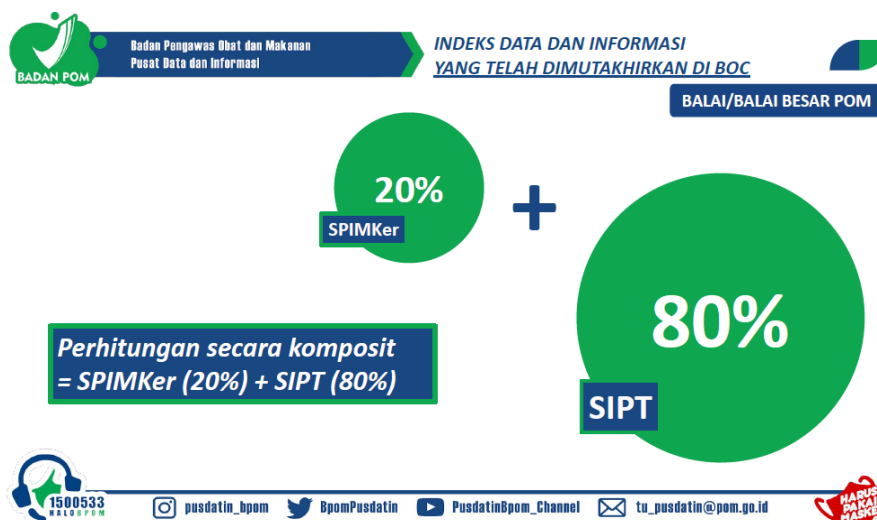 BADAN POM
Badan Pengawas Obat dan Makanan
Pusat Data dan Informasi
INDEKS DATA DAN INFORMASI
YANG TELAH DIMUTAKHIRKAN DI BOC
BALAI/BALAI BESAR POM
20%
SPIMKer
+
80%
SIPT
Perhitungan secara komposit
= SPIMKer (20%) + SIPT (80%)
1500533
HALOBPOM
pusdatin_bpom
BpomPusdatin
PusdatinBpom_Channel
tu_pusdatin@pom.go.id
HARUS
PAKAI
MASKE